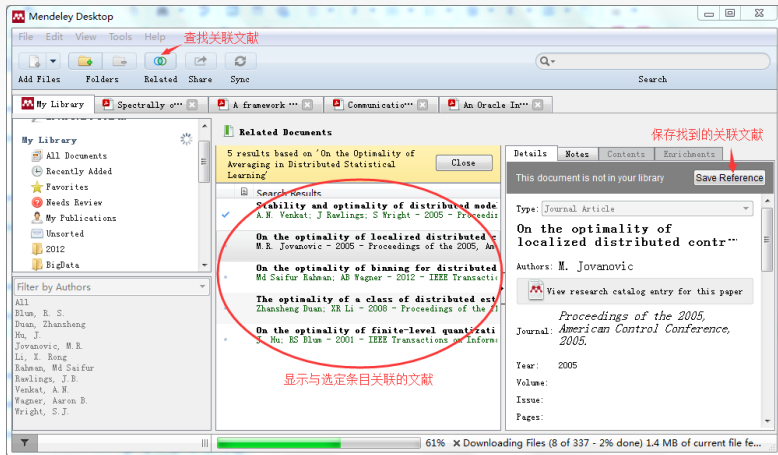 Mendeley Desktop
File Edit View Tools Help
查找关联文献
Add Files Folders Related Share Sync
Search
My Library Spectrally o··· A framework ··· Communicatio··· An Oracle In···
My Library
All Documents
Recently Added
Favorites
Needs Review
My Publications
Unsorted
2012
BigData
Filter by Authors
All
Blum, R. S.
Duan, Zhansheng
Hu, J.
Jovanovic, M.R.
Li, X. Rong
Rahman, Md Saifur
Rawlings, J.B.
Venkat, A.N.
Wagner, Aaron B.
Wright, S.J.
Related Documents
5 results based on 'On the Optimality of
Averaging in Distributed Statistical
Learning'
Close
Search Results
Stability and optimality of distributed mode
A.N. Venkat; J Rawlings; S Wright - 2005 - Proceedin
On the optimality of localized distributed c
M.R. Jovanovic - 2005 - Proceedings of the 2005, Am
On the optimality of binning for distributed
Md Saifur Rahman; AB Wagner - 2012 - IEEE Transactic
The optimality of a class of distributed est
Zhansheng Duan; XR Li - 2008 - Proceedings of the
On the optimality of finite-level quantizati
J. Hu; RS Blum - 2001 - IEEE Transactions on Inform
显示与选定条目关联的文献
保存找到的关联文献
Details Notes Contents Enrichments
This document is not in your library Save Reference
Type: Journal Article
On the optimality of
localized distributed contr···
Authors: M. Jovanovic
View research catalog entry for this paper
Journal: Proceedings of the 2005,
American Control Conference,
2005.
Year: 2005
Volume:
Issue:
Pages:
61% Downloading Files (8 of 337 - 2% done) 1.4 MB of current file fe...